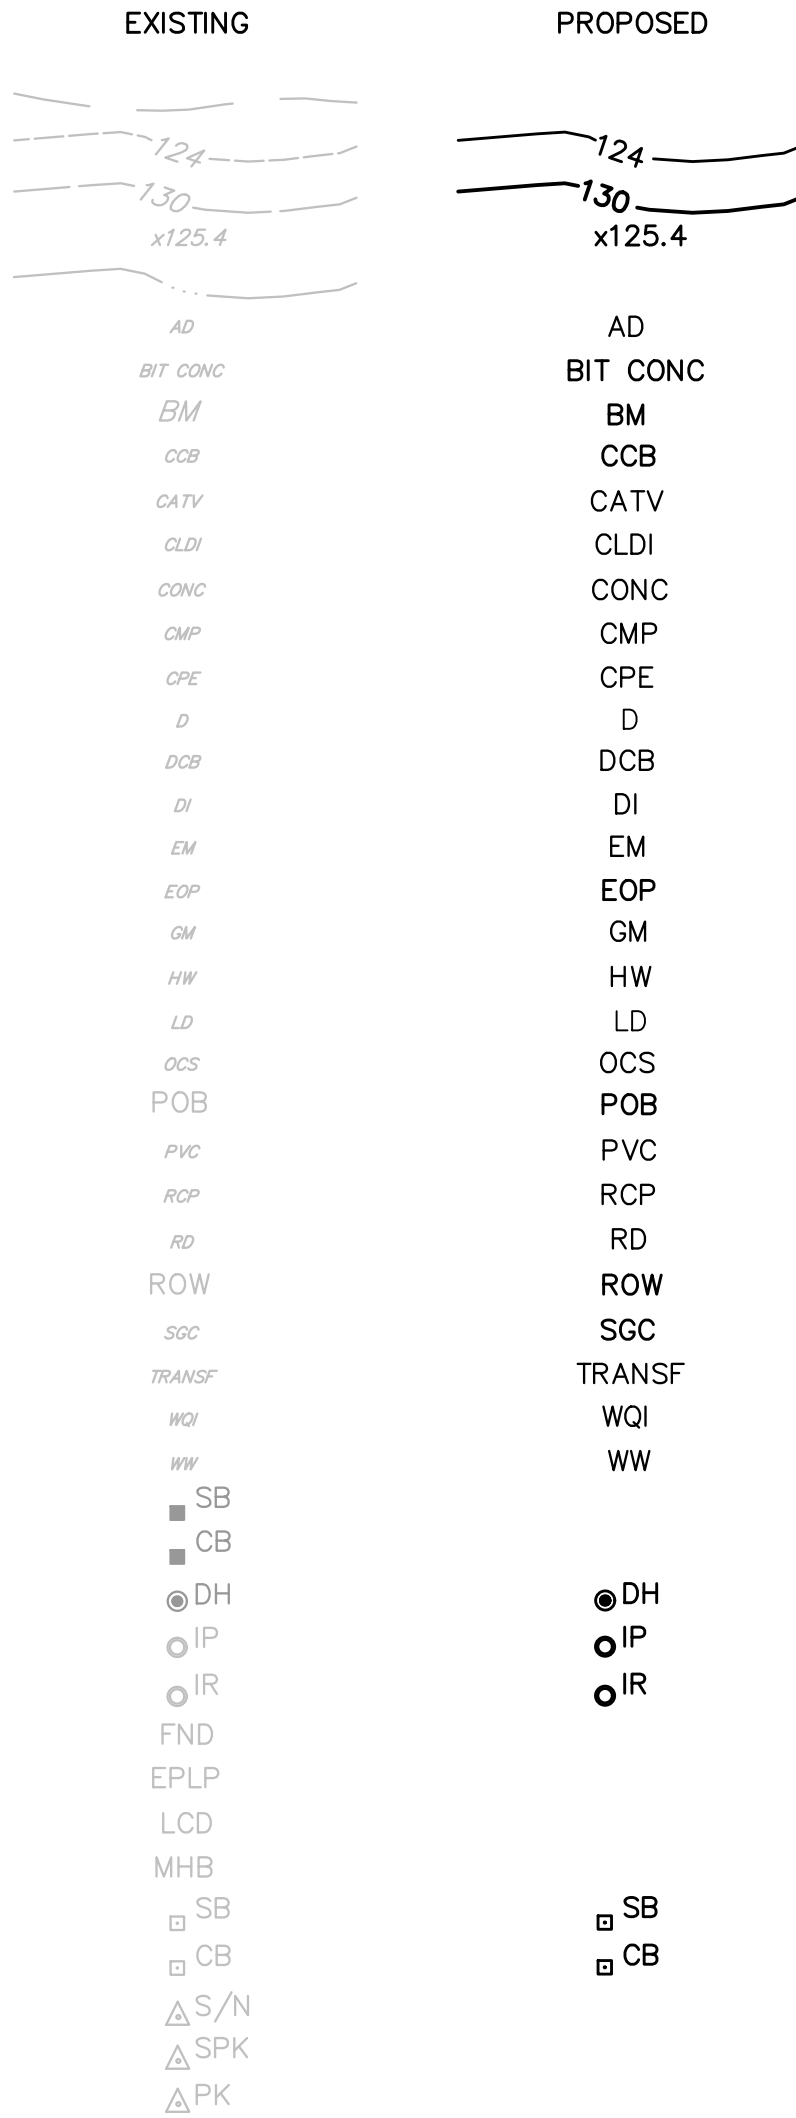 EXISTING PROPOSED
124 124
130 130
x125.4 x125.4
AD AD
BIT CONC BIT CONC
BM BM
CCB CCB
CATV CATV
CLDI CLDI
CONC CONC
CMP CMP
CPE CPE
D D
DCB DCB
DI DI
EM EM
EOP EOP
GM GM
HW HW
LD LD
OCS OCS
POB POB
PVC PVC
RCP RCP
RD RD
ROW ROW
SGC SGC
TRANSF TRANSF
WQI WQI
WW WW
SB
CB
DH DH
IP IP
IR IR
FND
EPLP
LCD
MHB
SB SB
CB CB
S/N
SPK
PK